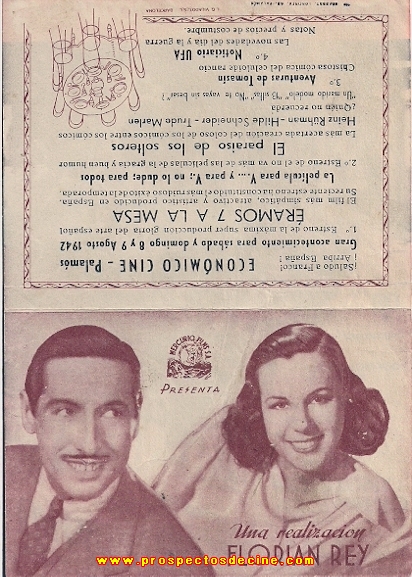 ¡ Saludo a Franco!
¡ Arriba España !
ECONÓMICO CINE - Palamós
Gran acontecimiento para sábado y domingo 8 y 9 Agosto 1942
1.º Estreno de la máxima super producción gloria del arte español
ÉRAMOS 7 A LA MESA
El film más simpático, atractivo y artístico producido en España.
Su reciente estreno ha constituido el más ruidoso éxito de la temporada.
La película para V.... y para V.; no lo dude; para todos
2.º Estreno de el no va más de las películas de la gracia y buen humor
El paraíso de los solteros
La más acertada creación del coloso de los cómicos entre los cómicos
Heinz Rühman - Hilde Schneider - Trude Marlen
¿Quién no recuerda
"Un marido modelo" "13 sillas" "No te vayas sin besar"?
3.º
Aventuras de Tomasín
Chistosa cómica del celuloide rancio
4.º
Noticiario UFA
Las novedades del día y la guerra
Notas y precios de costumbre.
MERCURIO FILMS S.A.
PRESENTA
Una realización
FLORIAN REY
www.prospectosdecine.com